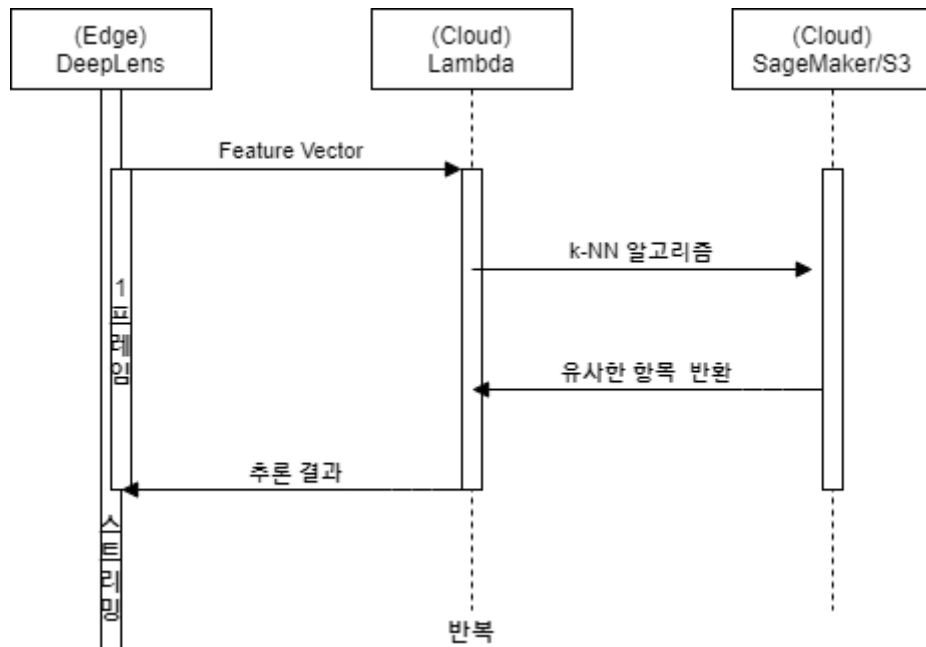 (Edge)
DeepLens
(Cloud)
Lambda
(Cloud)
SageMaker/S3
Feature Vector
k-NN 알고리즘
1프레임
유사한 항목 반환
추론 결과
스트리밍
반복